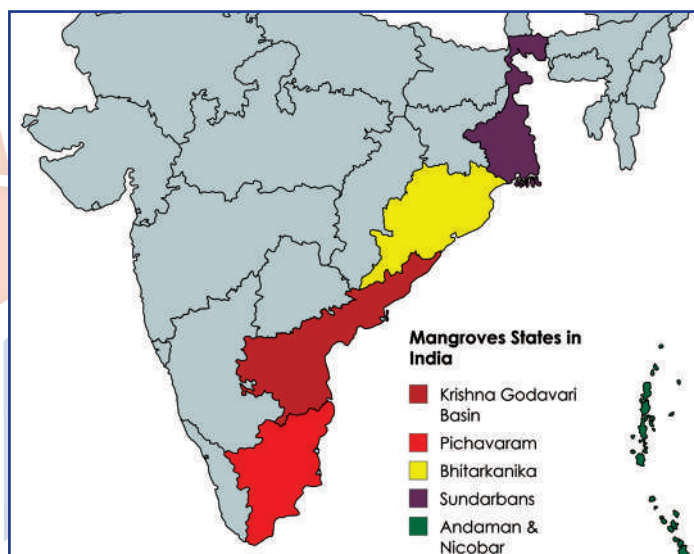 Mangroves States in
India
Krishna Godavari
Basin
Pichavaram
Bhitarkanika
Sundarbans
Andaman &
Nicobar